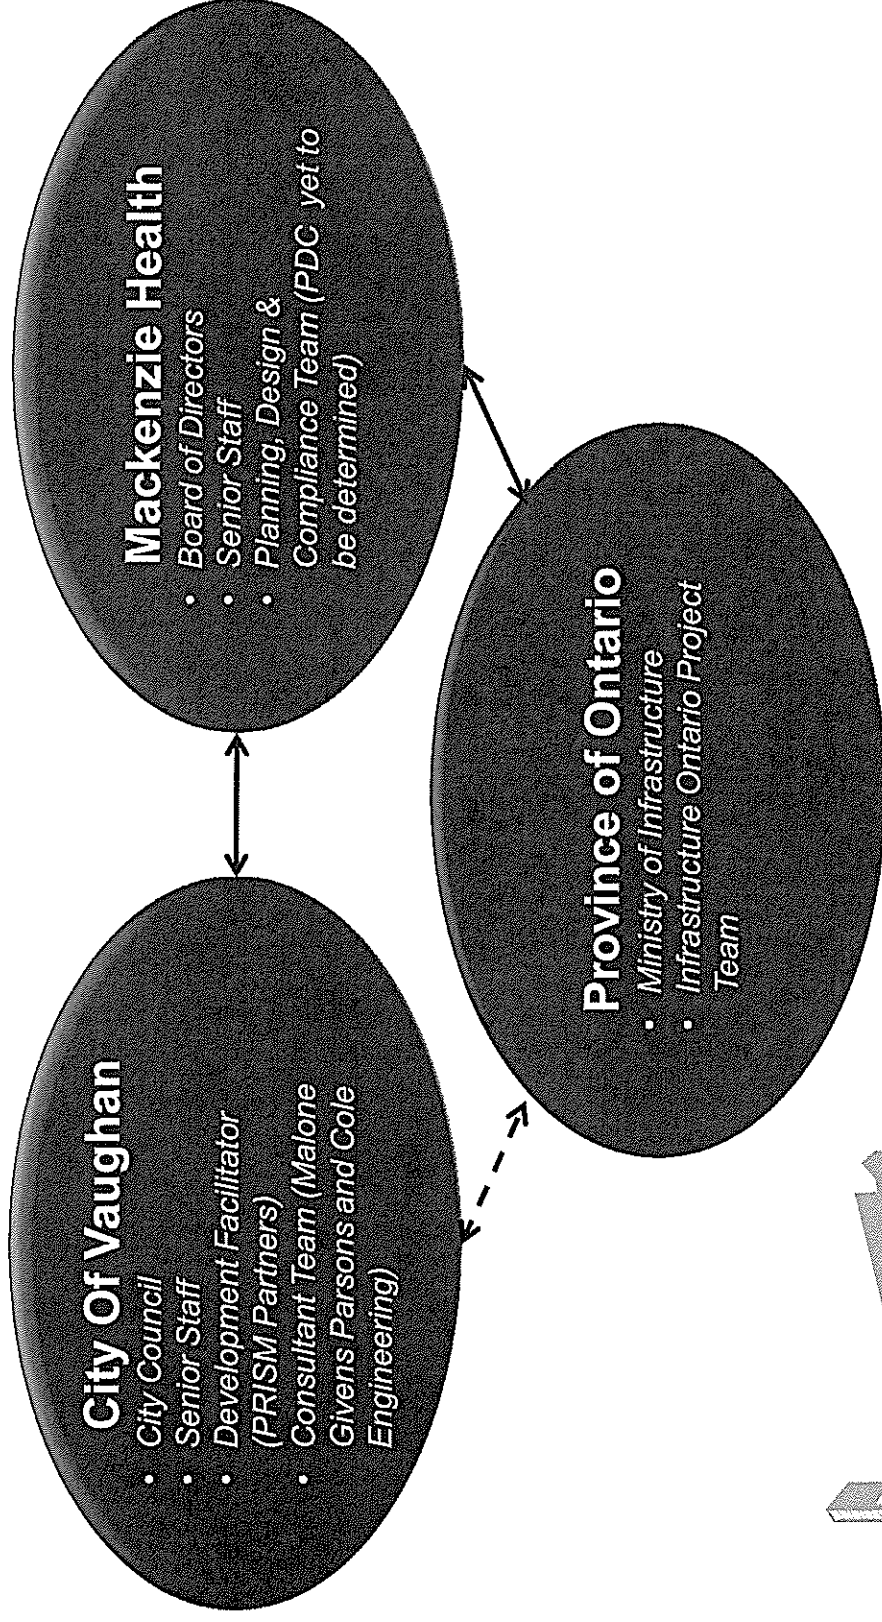 City Of Vaughan
• City Council
• Senior Staff
• Development Facilitator
(PRISM Partners)
• Consultant Team (Malone
Givens Parsons and Cole
Engineering)
Mackenzie Health
• Board of Directors
• Senior Staff
• Planning, Design &
Compliance Team (PDC yet to
be determined)
Province of Ontario
• Ministry of Infrastructure
• Infrastructure Ontario Project
Team